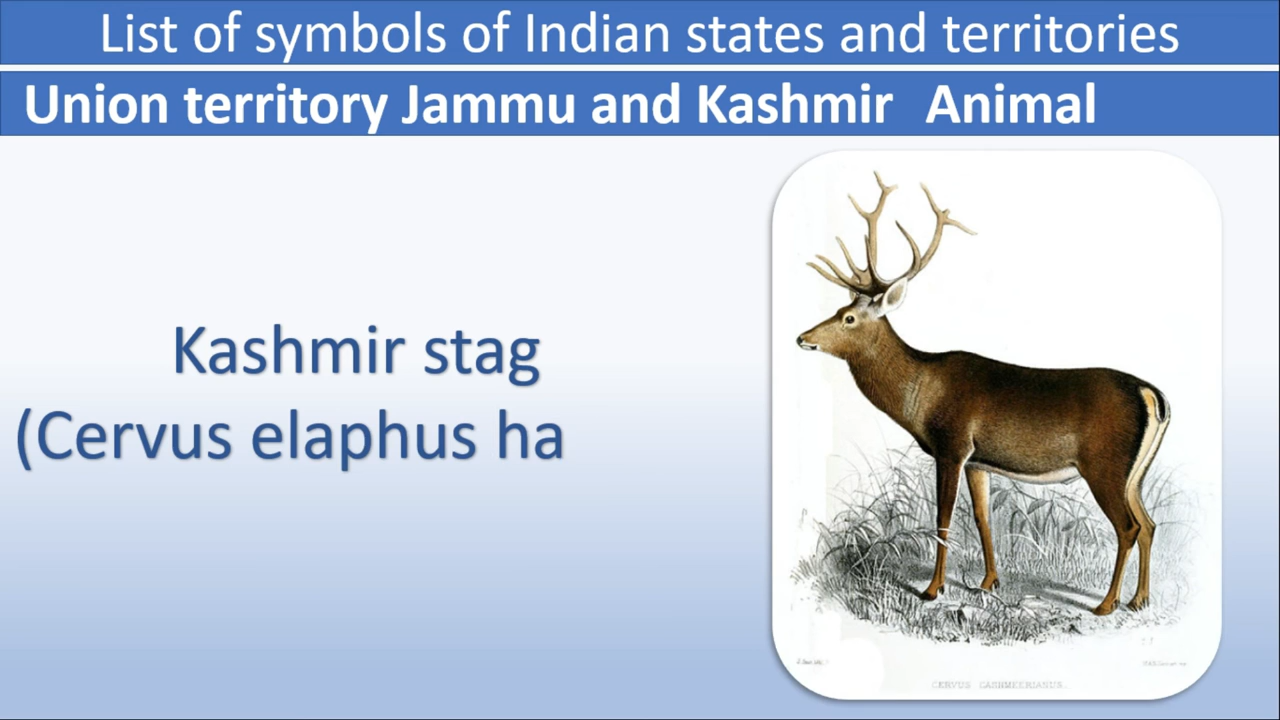 List of symbols of Indian states and territories
Union territory Jammu and Kashmir Animal
Kashmir stag
(Cervus elaphus ha
CERVUS CASHMEERIANUS.